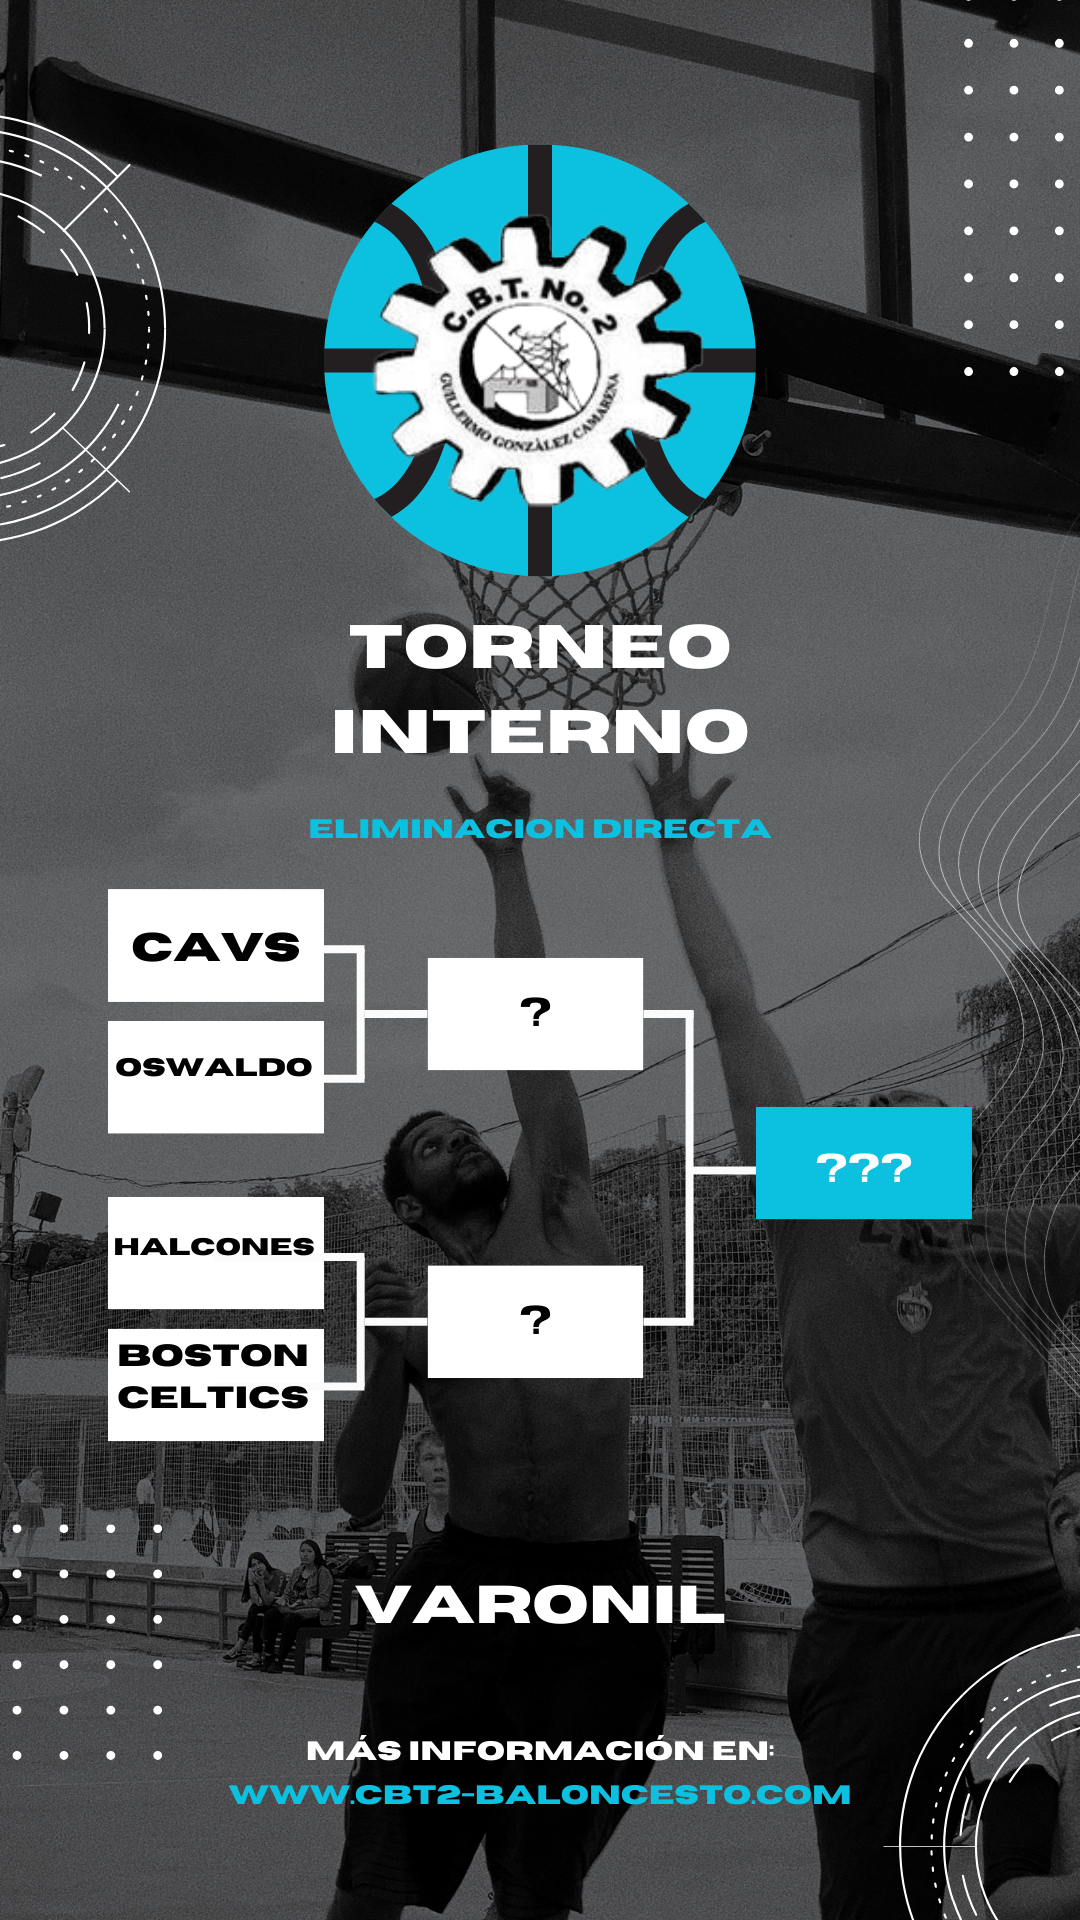 C.B.T. No. 2
GUILLERMO GONZÀLEZ CAMARENA
TORNEO
INTERNO
ELIMINACION DIRECTA
CAVS
OSWALDO
?
???
HALCONES
BOSTON
CELTICS
?
VARONIL
MÁS INFORMACIÓN EN:
WWW.CBT2-BALONCESTO.COM